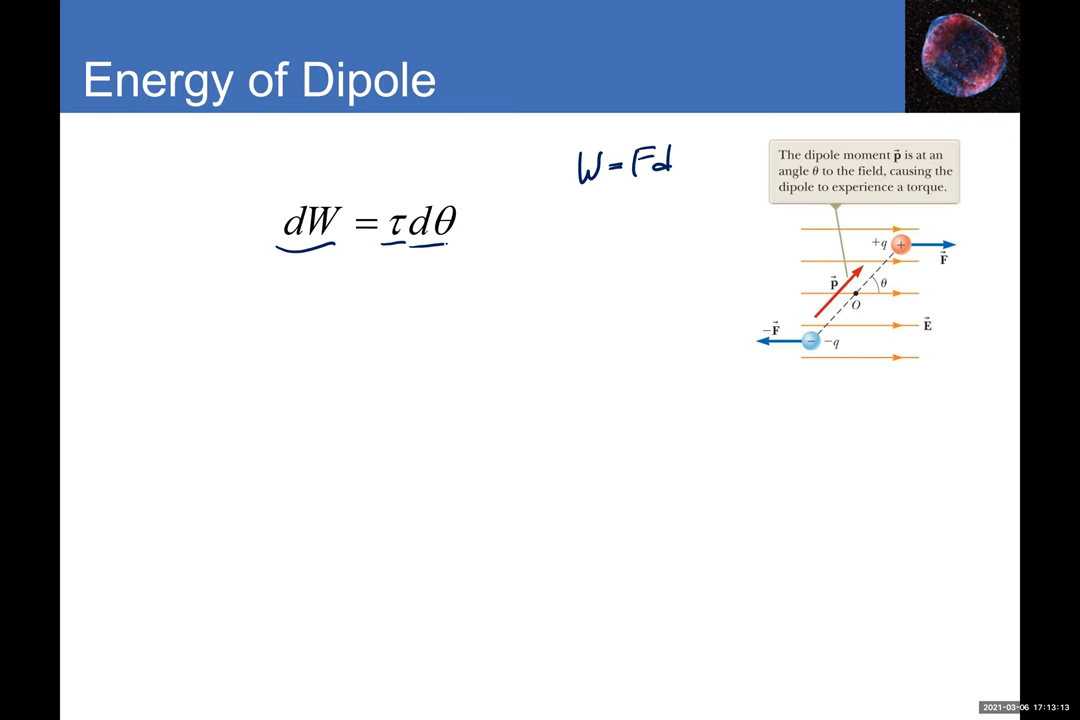 Energy of Dipole
W = Fd
dW = τ dθ
The dipole moment p⃗ is at an
angle θ to the field, causing the
dipole to experience a torque.
+q
+
F⃗
p⃗
θ
O
E⃗
−F⃗
−
−q
2021-03-06 17:13:13